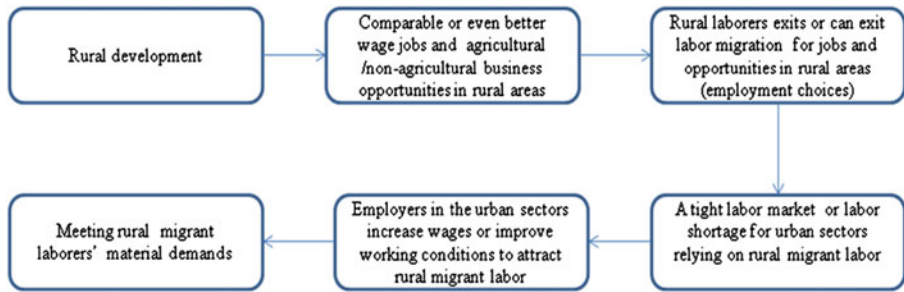 Rural development
Comparable or even better
wage jobs and agricultural
/non-agricultural business
opportunities in rural areas
Rural laborers exits or can exit
labor migration for jobs and
opportunities in rural areas
(employment choices)
A tight labor market or labor
shortage for urban sectors
relying on rural migrant labor
Employers in the urban sectors
increase wages or improve
working conditions to attract
rural migrant labor
Meeting rural migrant
laborers' material demands